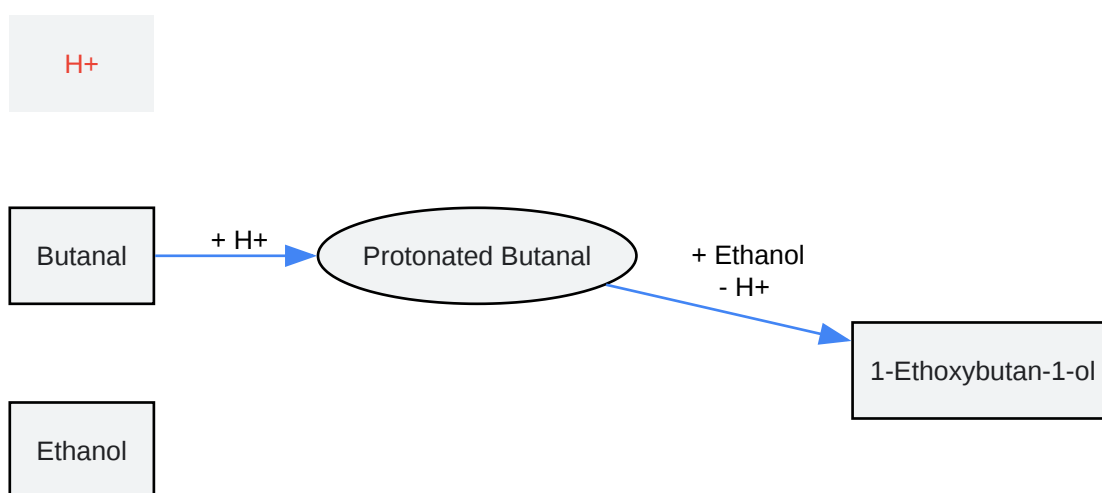 H+
Butanal
+ H+
Protonated Butanal
+ Ethanol
- H+
1-Ethoxybutan-1-ol
Ethanol